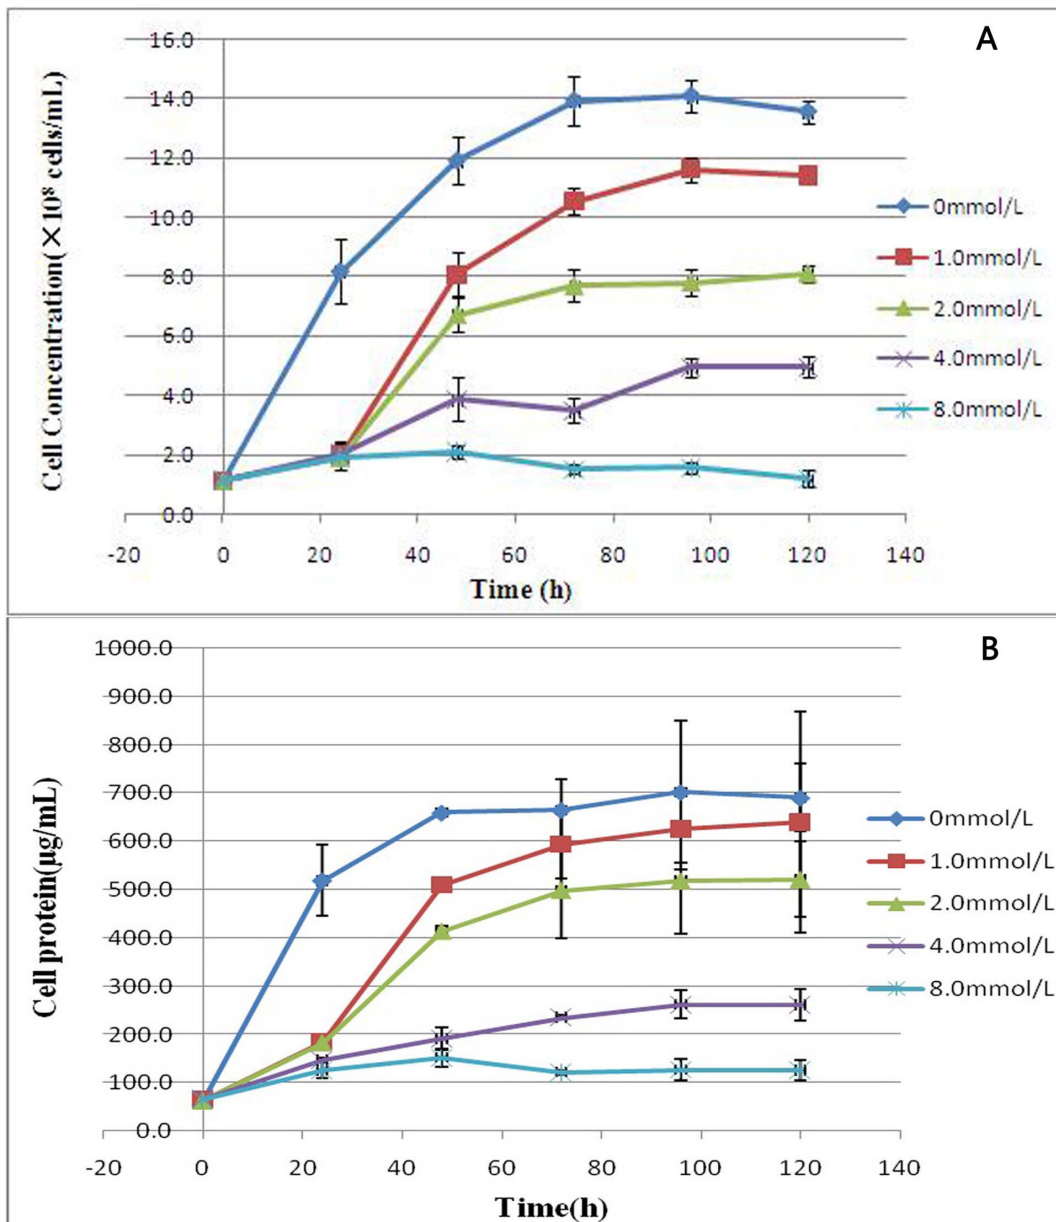 A
16.0
14.0
12.0
10.0
8.0
6.0
4.0
2.0
0.0
Cell Concentration(×10⁸ cells/mL)
-20 0 20 40 60 80 100 120 140
Time (h)
0mmol/L
1.0mmol/L
2.0mmol/L
4.0mmol/L
8.0mmol/L
B
1000.0
900.0
800.0
700.0
600.0
500.0
400.0
300.0
200.0
100.0
0.0
Cell protein(μg/mL)
-20 0 20 40 60 80 100 120 140
Time(h)
0mmol/L
1.0mmol/L
2.0mmol/L
4.0mmol/L
8.0mmol/L